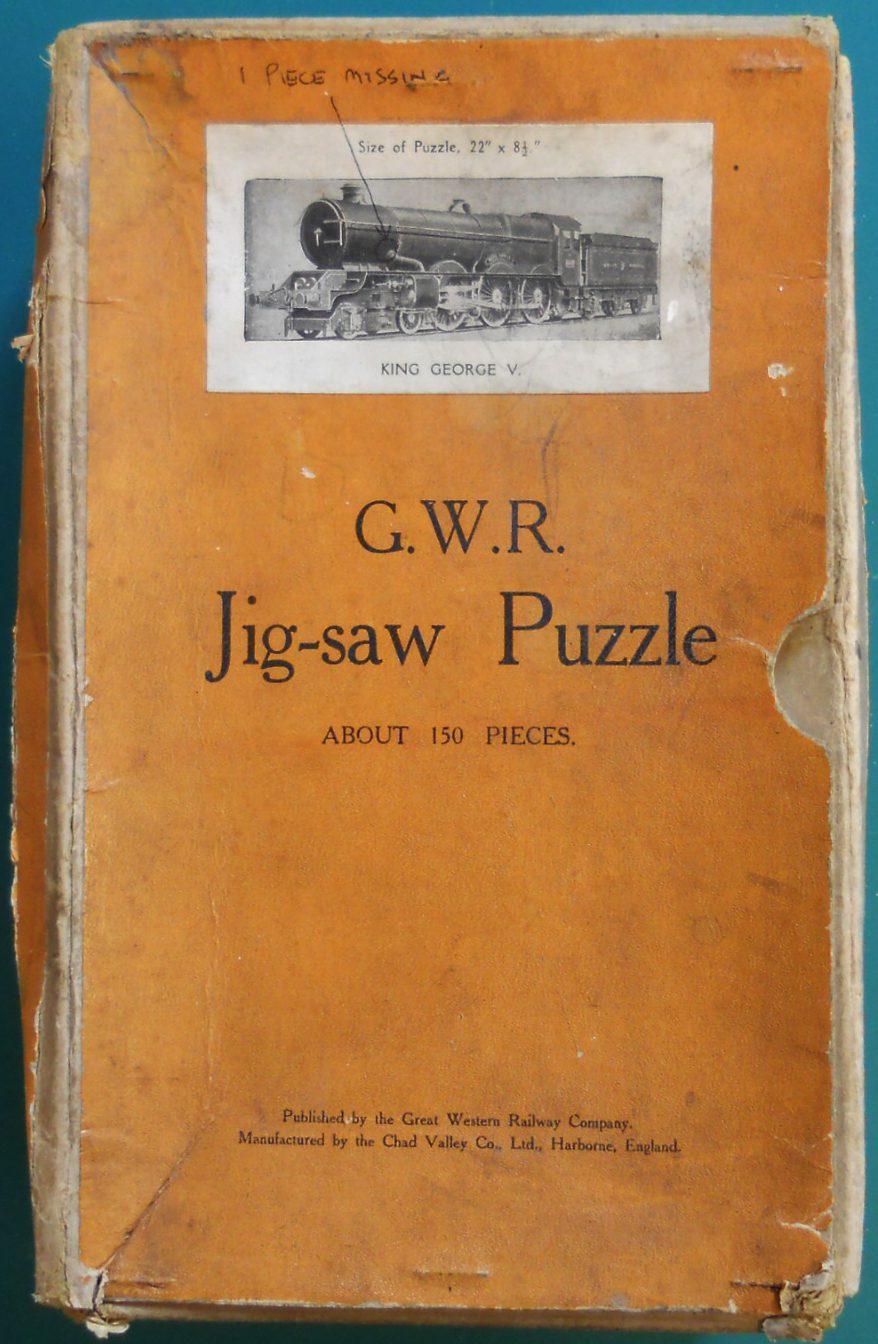 1 PIECE MISSING
Size of Puzzle, 22" x 8½."
KING GEORGE V.
G.W.R.
Jig-saw Puzzle
ABOUT 150 PIECES.
Published by the Great Western Railway Company.
Manufactured by the Chad Valley Co., Ltd., Harborne, England.